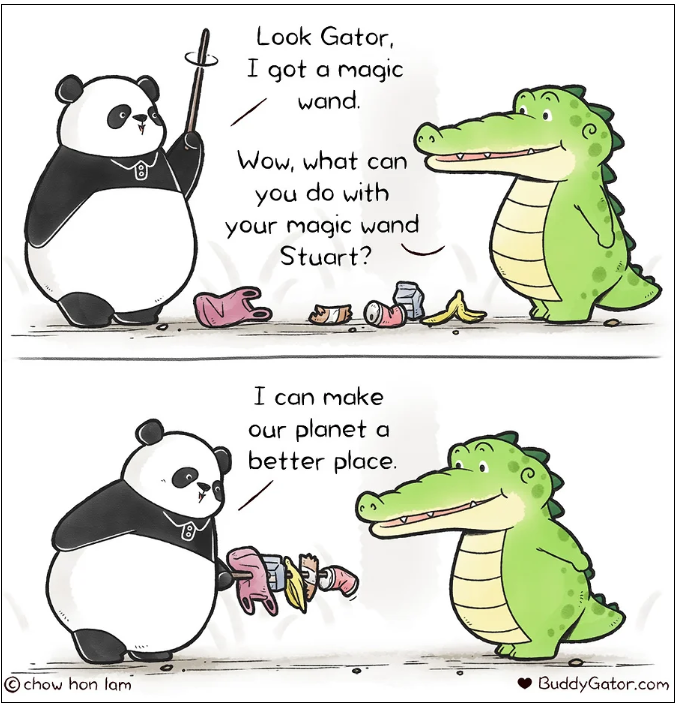 Look Gator,
I got a magic
wand.
Wow, what can
you do with
your magic wand
Stuart?
I can make
our planet a
better place.
© chow hon lam
♥ BuddyGator.com